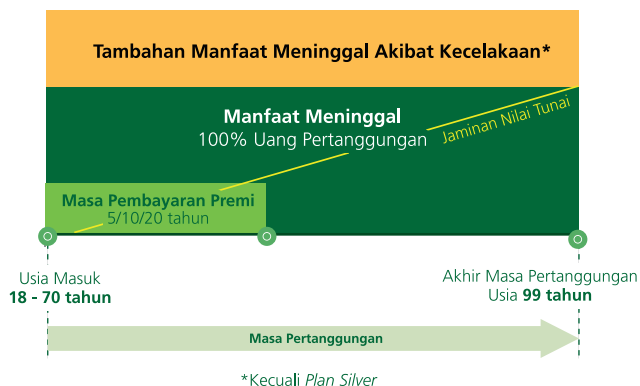 Tambahan Manfaat Meninggal Akibat Kecelakaan*
Manfaat Meninggal
100% Uang Pertanggungan
Jaminan Nilai Tunai
Masa Pembayaran Premi
5/10/20 tahun
Usia Masuk
18 - 70 tahun
Akhir Masa Pertanggungan
Usia 99 tahun
Masa Pertanggungan
*Kecuali Plan Silver